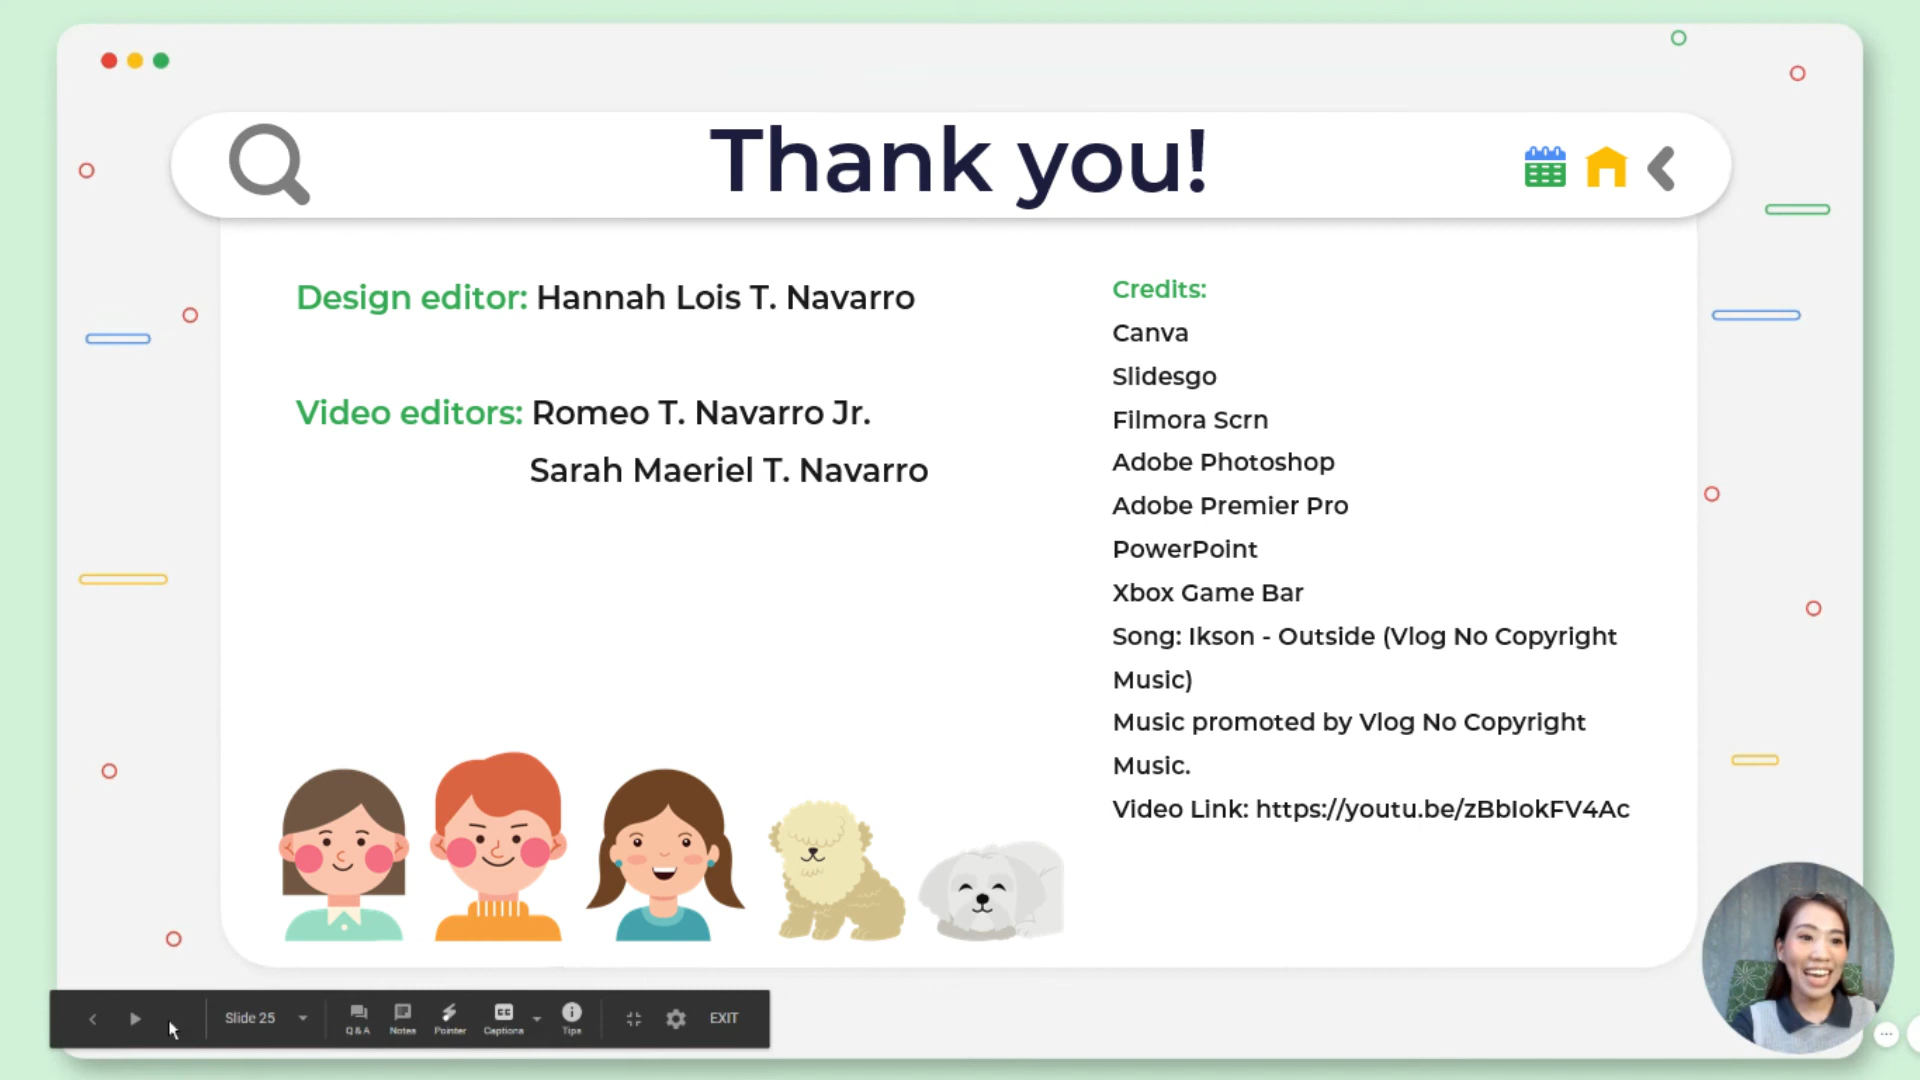 Thank you!
Design editor: Hannah Lois T. Navarro
Video editors: Romeo T. Navarro Jr.
Sarah Maeriel T. Navarro
Credits:
Canva
Slidesgo
Filmora Scrn
Adobe Photoshop
Adobe Premier Pro
PowerPoint
Xbox Game Bar
Song: Ikson - Outside (Vlog No Copyright
Music)
Music promoted by Vlog No Copyright
Music.
Video Link: https://youtu.be/zBbIokFV4Ac
Slide 25
Q&A
Notes
Pointer
CC
Captions
Tips
EXIT